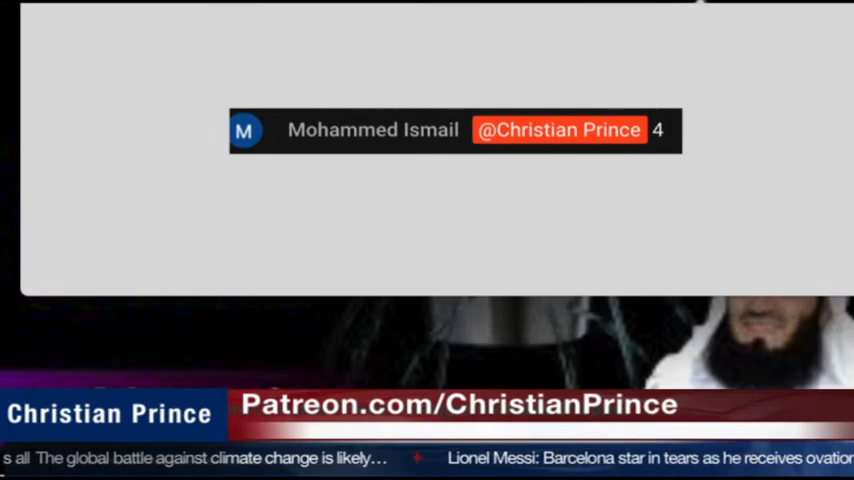 M Mohammed Ismail @Christian Prince 4
Christian Prince Patreon.com/ChristianPrince
s all The global battle against climate change is likely... Lionel Messi: Barcelona star in tears as he receives ovation